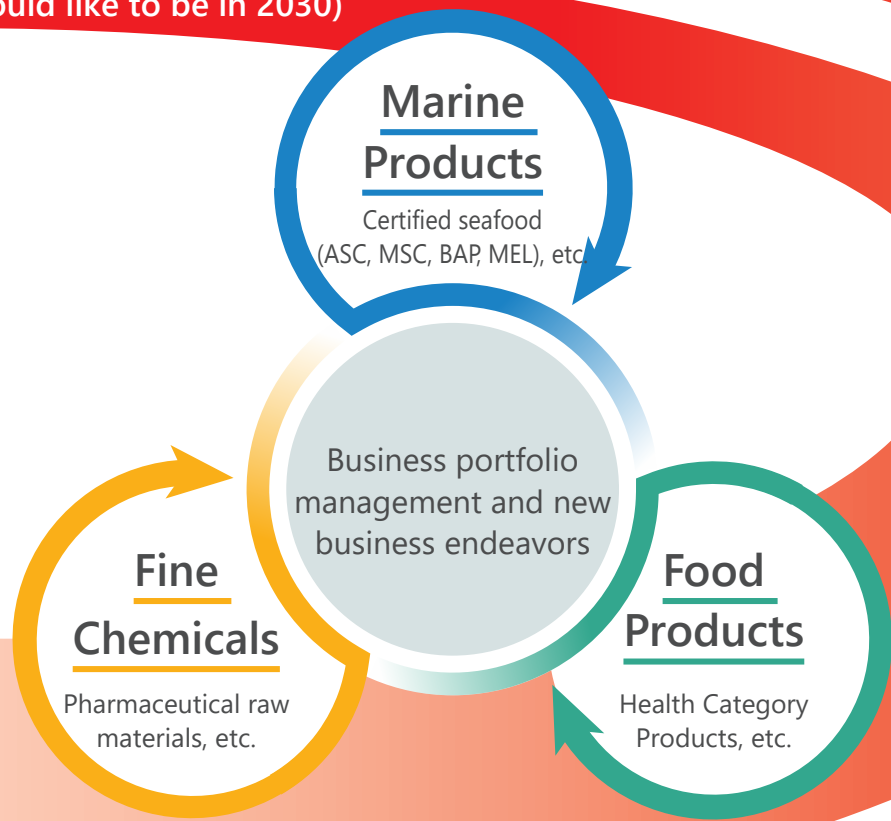 ould like to be in 2030)
Marine
Products
Certified seafood
(ASC, MSC, BAP, MEL), etc.
Business portfolio
management and new
business endeavors
Fine
Chemicals
Pharmaceutical raw
materials, etc.
Food
Products
Health Category
Products, etc.